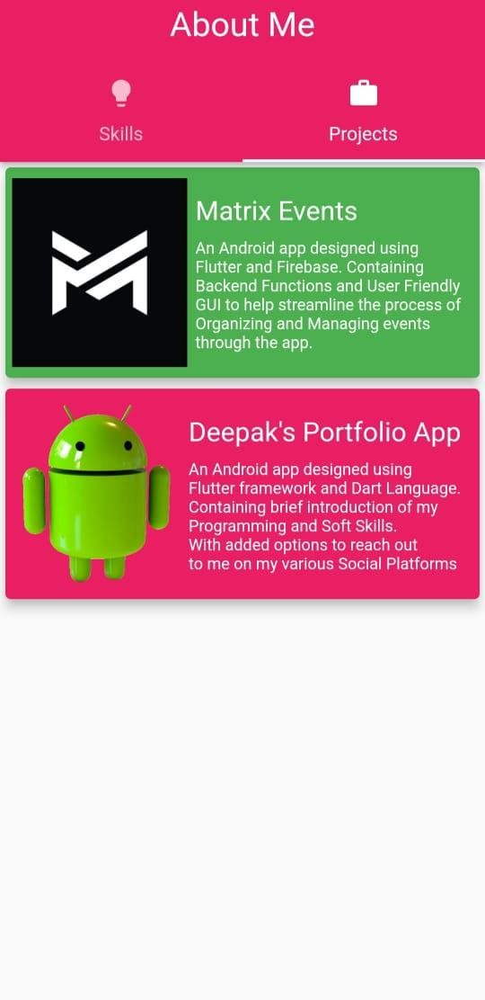 About Me
Skills
Projects
Matrix Events
An Android app designed using
Flutter and Firebase. Containing
Backend Functions and User Friendly
GUI to help streamline the process of
Organizing and Managing events
through the app.
Deepak's Portfolio App
An Android app designed using
Flutter framework and Dart Language.
Containing brief introduction of my
Programming and Soft Skills.
With added options to reach out
to me on my various Social Platforms